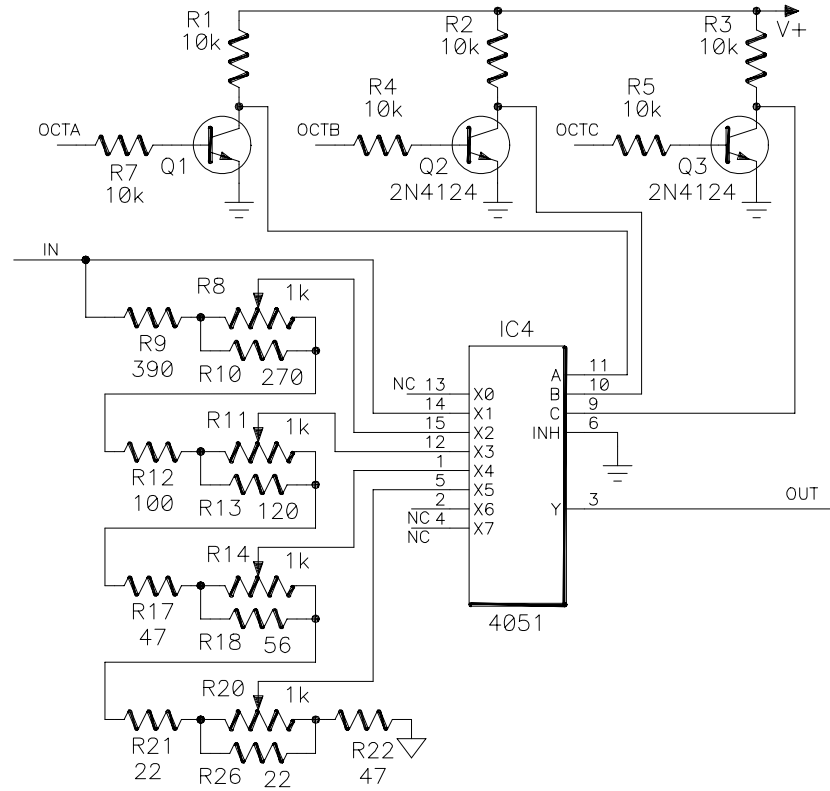 R1
10k
R2
10k
R3
10k
V+
R4
10k
R5
10k
OCTA
OCTB
OCTC
R7
10k
Q1
Q2
2N4124
Q3
2N4124
IN
R8
1k
R9
390
R10
270
IC4
A 11
B 10
C 9
INH 6
Y 3
OUT
NC 13 X0
14 X1
15 X2
12 X3
1 X4
5 X5
2 X6
NC 4 X7
NC
4051
R11
1k
R12
100
R13
120
R14
1k
R17
47
R18
56
R20
1k
R21
22
R26
22
R22
47